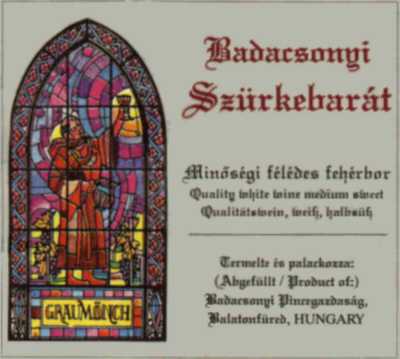 Badacsonyi
Szürkebarát
Minőségi félédes fehérbor
Quality white wine medium sweet
Qualitätswein, weiß, halbsüß
Termelte és palackozza:
(Abgefüllt / Product of:)
Badacsonyi Pincegazdaság,
Balatonfüred, HUNGARY
GRAUMÖNCH